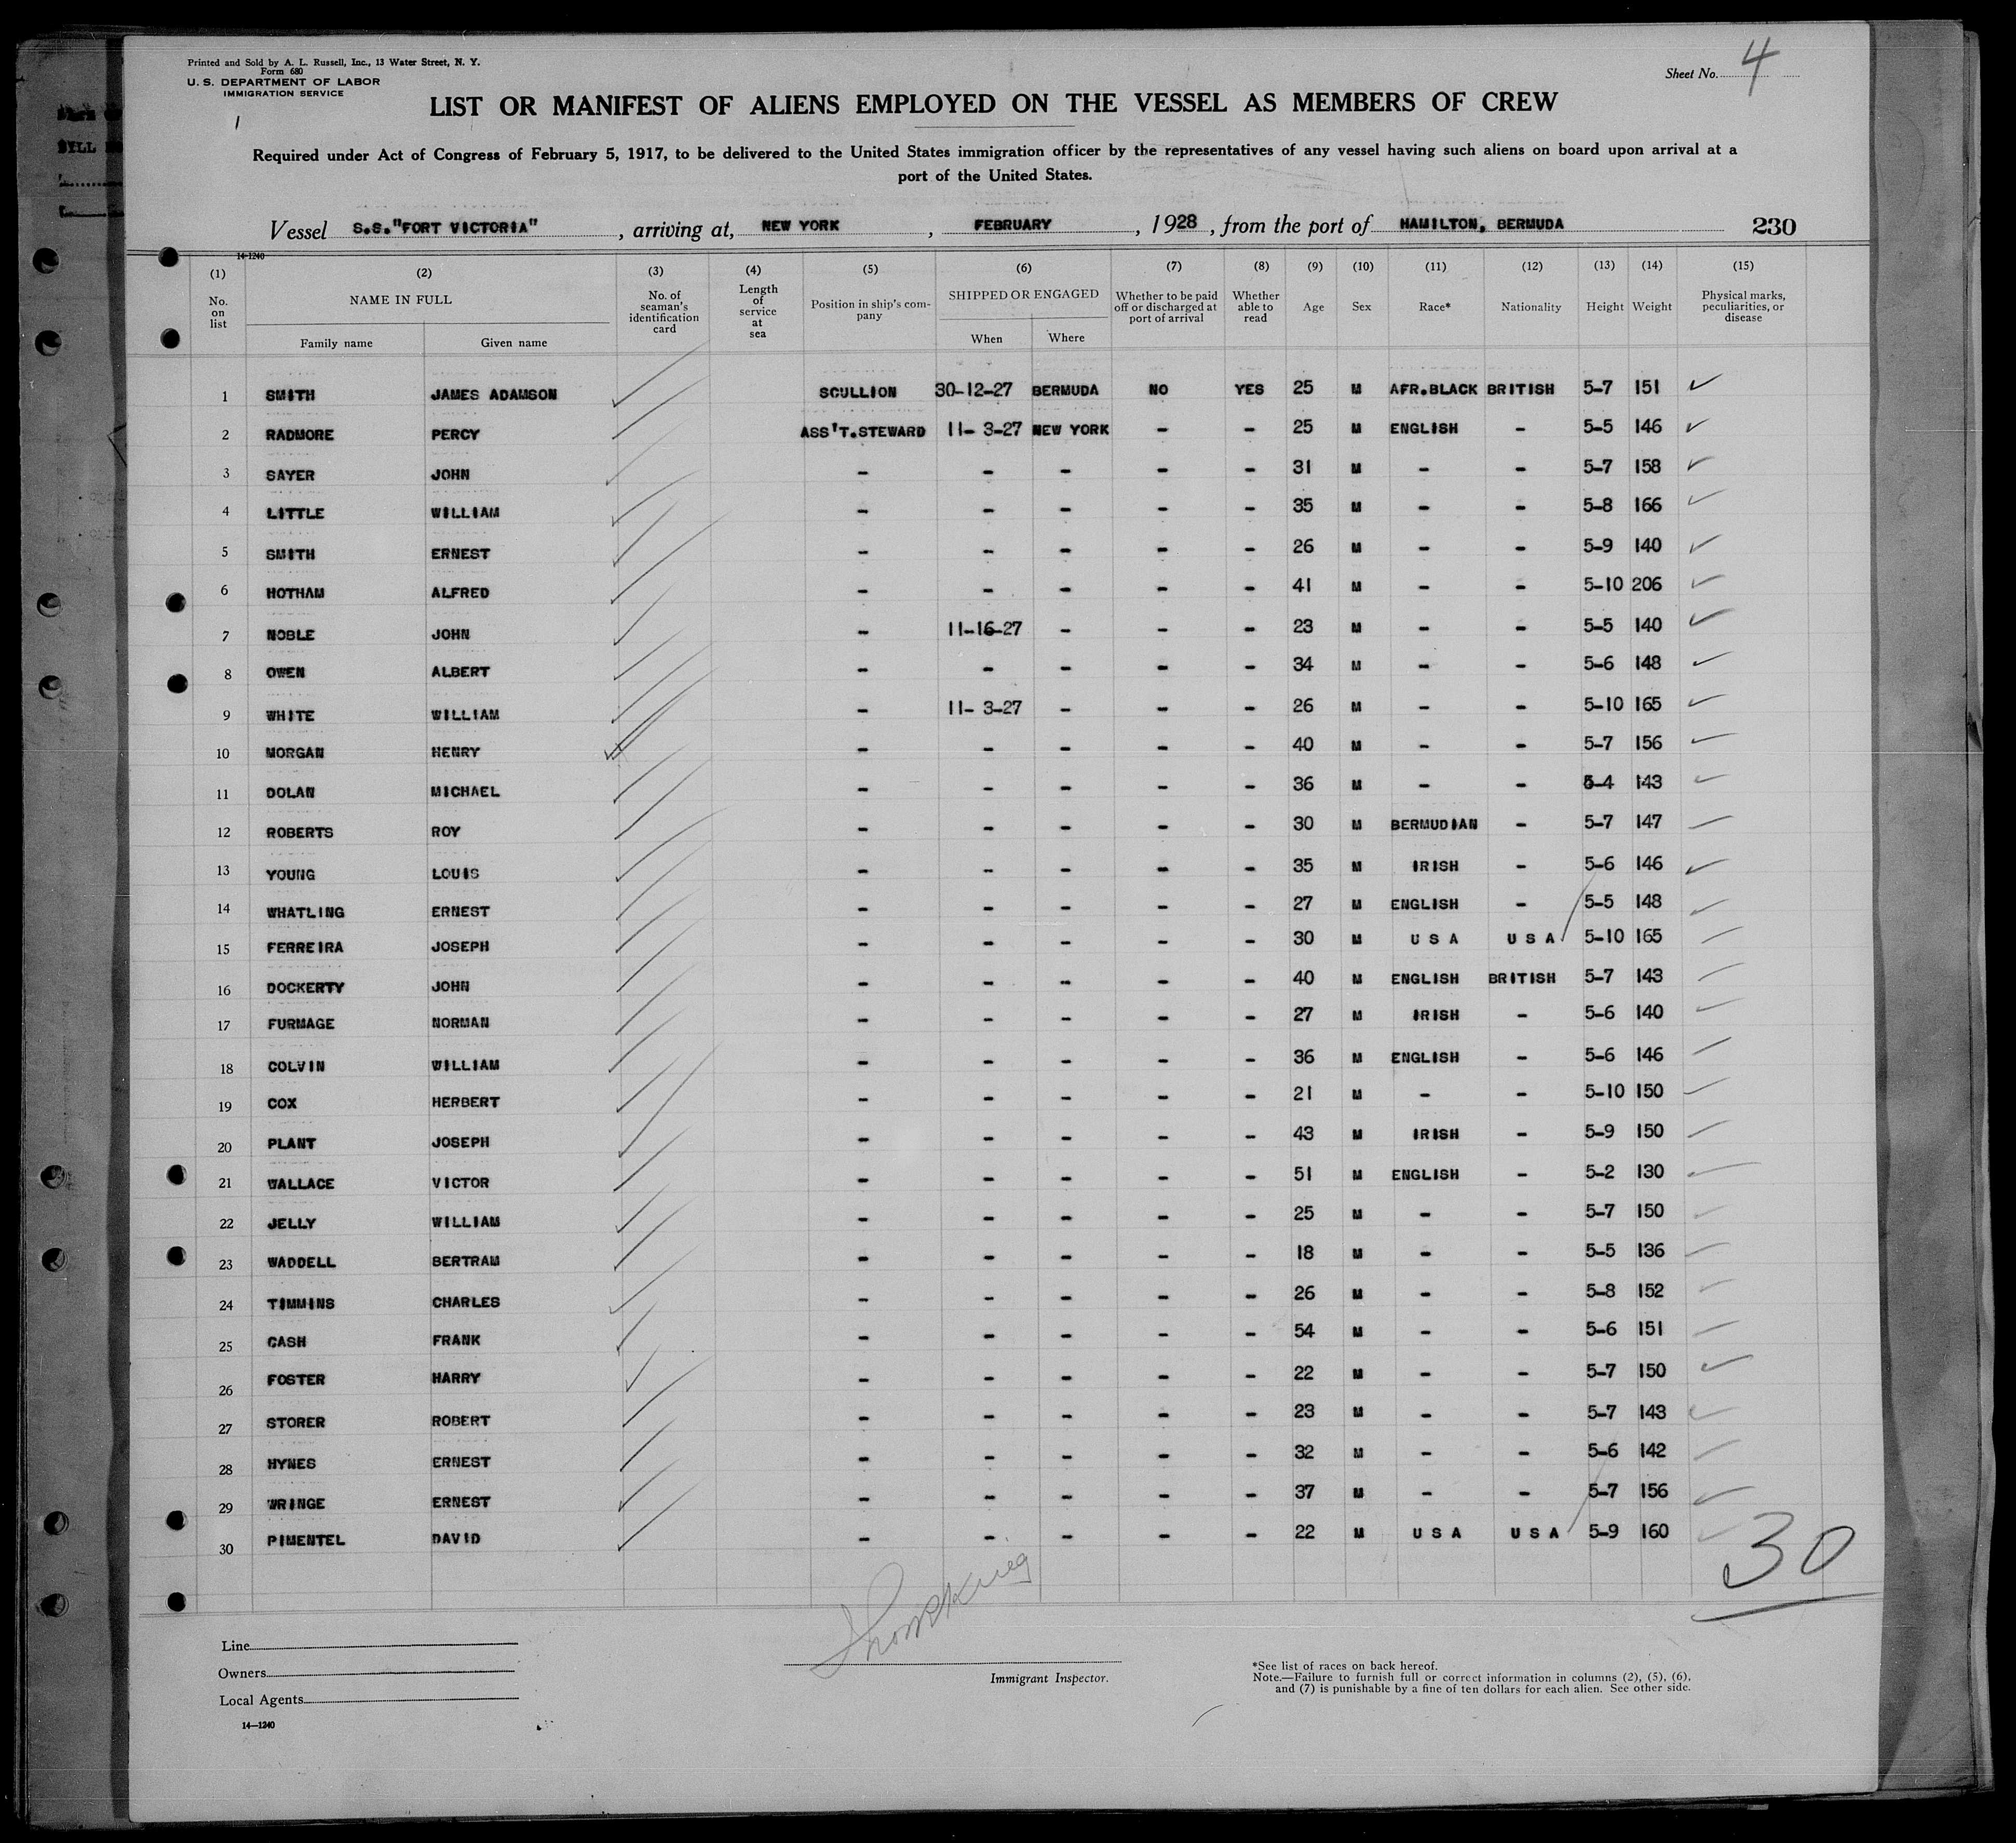 Printed and Sold by A. L. Russell, Inc., 13 Water Street, N. Y.
Form 680
U. S. DEPARTMENT OF LABOR
IMMIGRATION SERVICE
Sheet No. 4
LIST OR MANIFEST OF ALIENS EMPLOYED ON THE VESSEL AS MEMBERS OF CREW
Required under Act of Congress of February 5, 1917, to be delivered to the United States immigration officer by the representatives of any vessel having such aliens on board upon arrival at a
port of the United States.
Vessel S.S."FORT VICTORIA", arriving at, NEW YORK, FEBRUARY, 1928, from the port of HAMILTON, BERMUDA 230
14-1240
(1) (2) (3) (4) (5) (6) (7) (8) (9) (10) (11) (12) (13) (14) (15)
No. on list NAME IN FULL Family name Given name No. of seaman's identification card Length of service at sea Position in ship's company SHIPPED OR ENGAGED When Where Whether to be paid off or discharged at port of arrival Whether able to read Age Sex Race* Nationality Height Weight Physical marks, peculiarities, or disease
1 SMITH JAMES ADAMSON SCULLION 30-12-27 BERMUDA NO YES 25 M AFR.BLACK BRITISH 5-7 151
2 RADMORE PERCY ASS'T.STEWARD 11- 3-27 NEW YORK - - 25 M ENGLISH - 5-5 146
3 SAYER JOHN - - - - - 31 M - - 5-7 158
4 LITTLE WILLIAM - - - - - 35 M - - 5-8 166
5 SMITH ERNEST - - - - - 26 M - - 5-9 140
6 HOTHAM ALFRED - - - - - 41 M - - 5-10 206
7 NOBLE JOHN - 11-16-27 - - - 23 M - - 5-5 140
8 OWEN ALBERT - - - - - 34 M - - 5-6 148
9 WHITE WILLIAM - 11- 3-27 - - - 26 M - - 5-10 165
10 MORGAN HENRY - - - - - 40 M - - 5-7 156
11 DOLAN MICHAEL - - - - - 36 M - - 5-4 143
12 ROBERTS ROY - - - - - 30 M BERMUDIAN - 5-7 147
13 YOUNG LOUIS - - - - - 35 M IRISH - 5-6 146
14 WHATLING ERNEST - - - - - 27 M ENGLISH - 5-5 148
15 FERREIRA JOSEPH - - - - - 30 M U S A U S A 5-10 165
16 DOCKERTY JOHN - - - - - 40 M ENGLISH BRITISH 5-7 143
17 FURMAGE NORMAN - - - - - 27 M IRISH - 5-6 140
18 COLVIN WILLIAM - - - - - 36 M ENGLISH - 5-6 146
19 COX HERBERT - - - - - 21 M - - 5-10 150
20 PLANT JOSEPH - - - - - 43 M IRISH - 5-9 150
21 WALLACE VICTOR - - - - - 51 M ENGLISH - 5-2 130
22 JELLY WILLIAM - - - - - 25 M - - 5-7 150
23 WADDELL BERTRAM - - - - - 18 M - - 5-5 136
24 TIMMINS CHARLES - - - - - 26 M - - 5-8 152
25 CASH FRANK - - - - - 54 M - - 5-6 151
26 FOSTER HARRY - - - - - 22 M - - 5-7 150
27 STORER ROBERT - - - - - 23 M - - 5-7 143
28 HYNES ERNEST - - - - - 32 M - - 5-6 142
29 WRINGE ERNEST - - - - - 37 M - - 5-7 156
30 PIMENTEL DAVID - - - - - 22 M U S A U S A 5-9 160
30
Line
Owners
Local Agents
14—1240
Immigrant Inspector.
*See list of races on back hereof.
Note.—Failure to furnish full or correct information in columns (2), (5), (6),
and (7) is punishable by a fine of ten dollars for each alien. See other side.